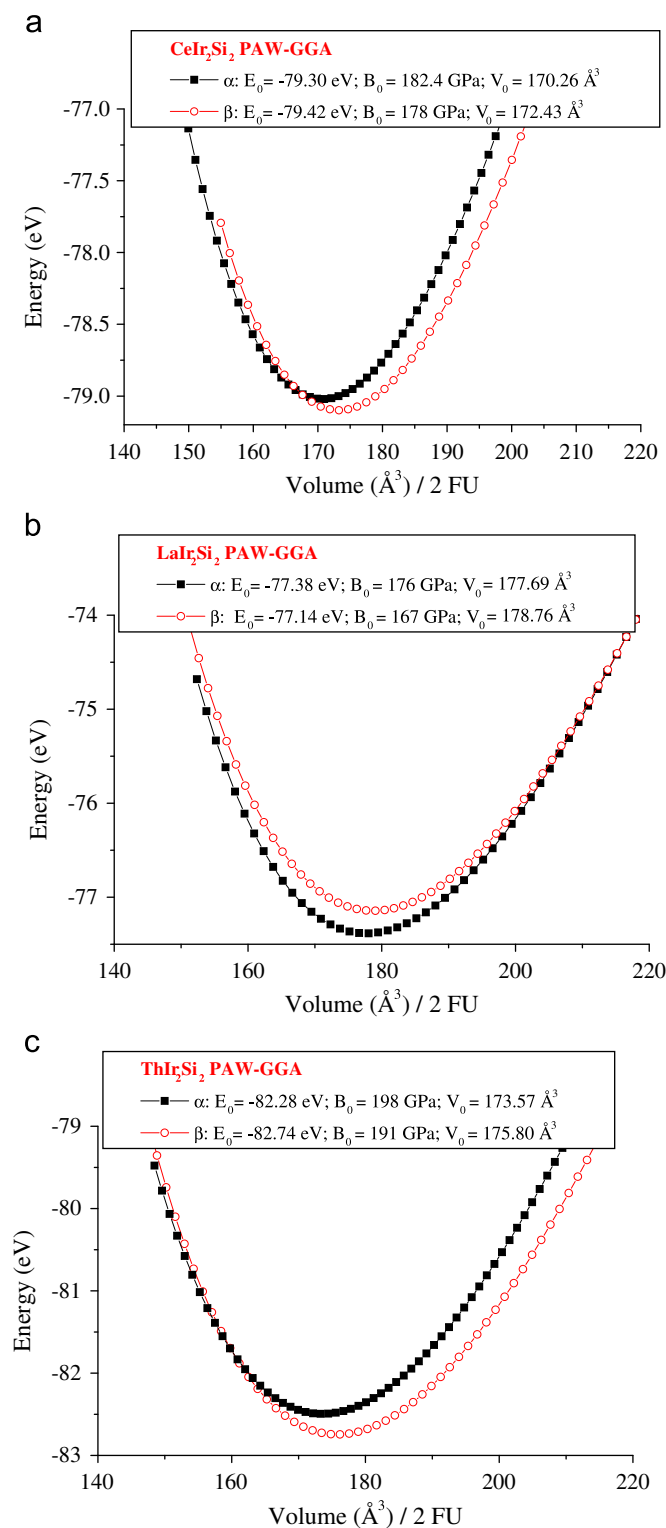 a
CeIr₂Si₂ PAW-GGA
α: E₀= -79.30 eV; B₀ = 182.4 GPa; V₀ = 170.26 Å³
β: E₀= -79.42 eV; B₀ = 178 GPa; V₀ = 172.43 Å³
-77.0
-77.5
-78.0
-78.5
-79.0
Energy (eV)
140 150 160 170 180 190 200 210 220
Volume (Å³) / 2 FU
b
LaIr₂Si₂ PAW-GGA
α: E₀= -77.38 eV; B₀ = 176 GPa; V₀ = 177.69 Å³
β: E₀= -77.14 eV; B₀ = 167 GPa; V₀ = 178.76 Å³
-74
-75
-76
-77
Energy (eV)
140 160 180 200 220
Volume (Å³) / 2 FU
c
ThIr₂Si₂ PAW-GGA
α: E₀= -82.28 eV; B₀ = 198 GPa; V₀ = 173.57 Å³
β: E₀= -82.74 eV; B₀ = 191 GPa; V₀ = 175.80 Å³
-79
-80
-81
-82
-83
Energy (eV)
140 160 180 200 220
Volume (Å³) / 2 FU